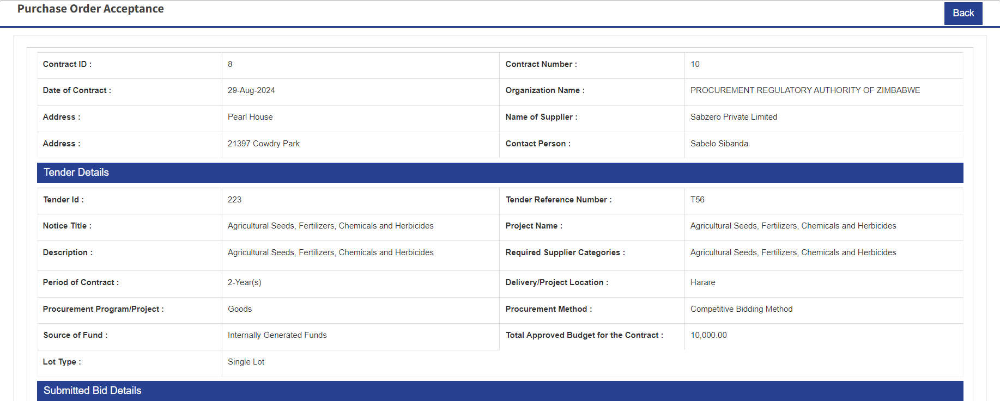 Purchase Order Acceptance
Back
Contract ID : 8 Contract Number : 10
Date of Contract : 29-Aug-2024 Organization Name : PROCUREMENT REGULATORY AUTHORITY OF ZIMBABWE
Address : Pearl House Name of Supplier : Sabzero Private Limited
Address : 21397 Cowdry Park Contact Person : Sabelo Sibanda
Tender Details
Tender Id : 223 Tender Reference Number : T56
Notice Title : Agricultural Seeds, Fertilizers, Chemicals and Herbicides Project Name : Agricultural Seeds, Fertilizers, Chemicals and Herbicides
Description : Agricultural Seeds, Fertilizers, Chemicals and Herbicides Required Supplier Categories : Agricultural Seeds, Fertilizers, Chemicals and Herbicides
Period of Contract : 2-Year(s) Delivery/Project Location : Harare
Procurement Program/Project : Goods Procurement Method : Competitive Bidding Method
Source of Fund : Internally Generated Funds Total Approved Budget for the Contract : 10,000.00
Lot Type : Single Lot
Submitted Bid Details